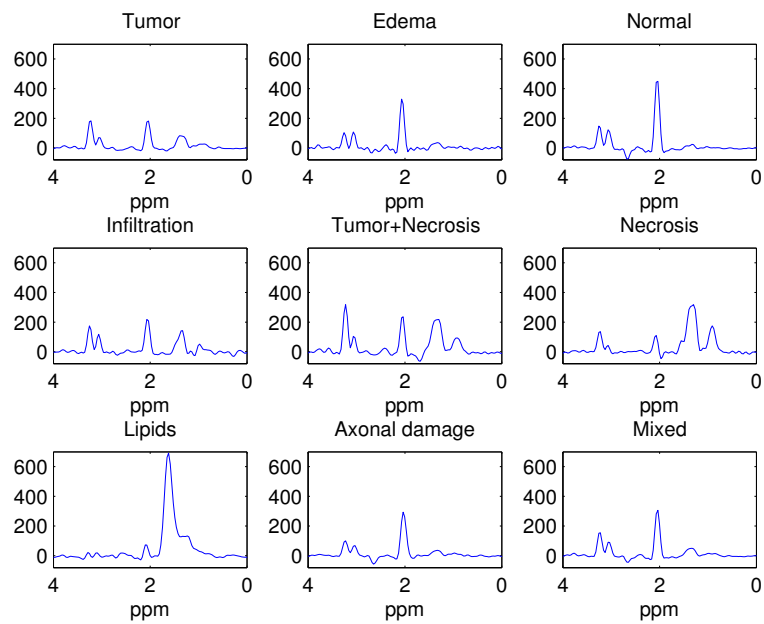 Tumor Edema Normal
600 600 600
400 400 400
200 200 200
0 0 0
4 2 0 4 2 0 4 2 0
ppm ppm ppm
Infiltration Tumor+Necrosis Necrosis
600 600 600
400 400 400
200 200 200
0 0 0
4 2 0 4 2 0 4 2 0
ppm ppm ppm
Lipids Axonal damage Mixed
600 600 600
400 400 400
200 200 200
0 0 0
4 2 0 4 2 0 4 2 0
ppm ppm ppm